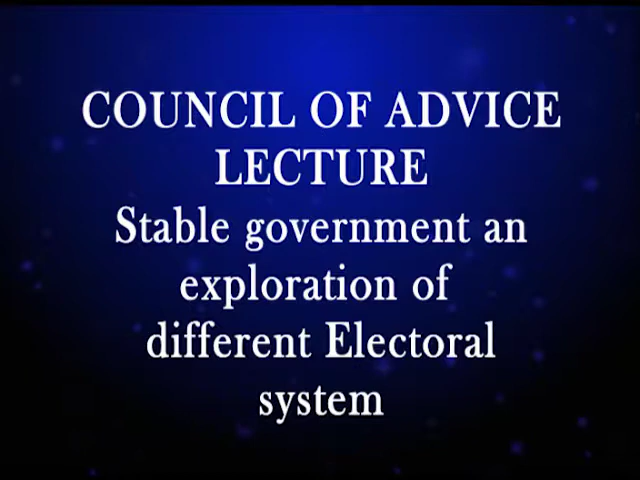 COUNCIL OF ADVICE
LECTURE
Stable government an
exploration of
different Electoral
system